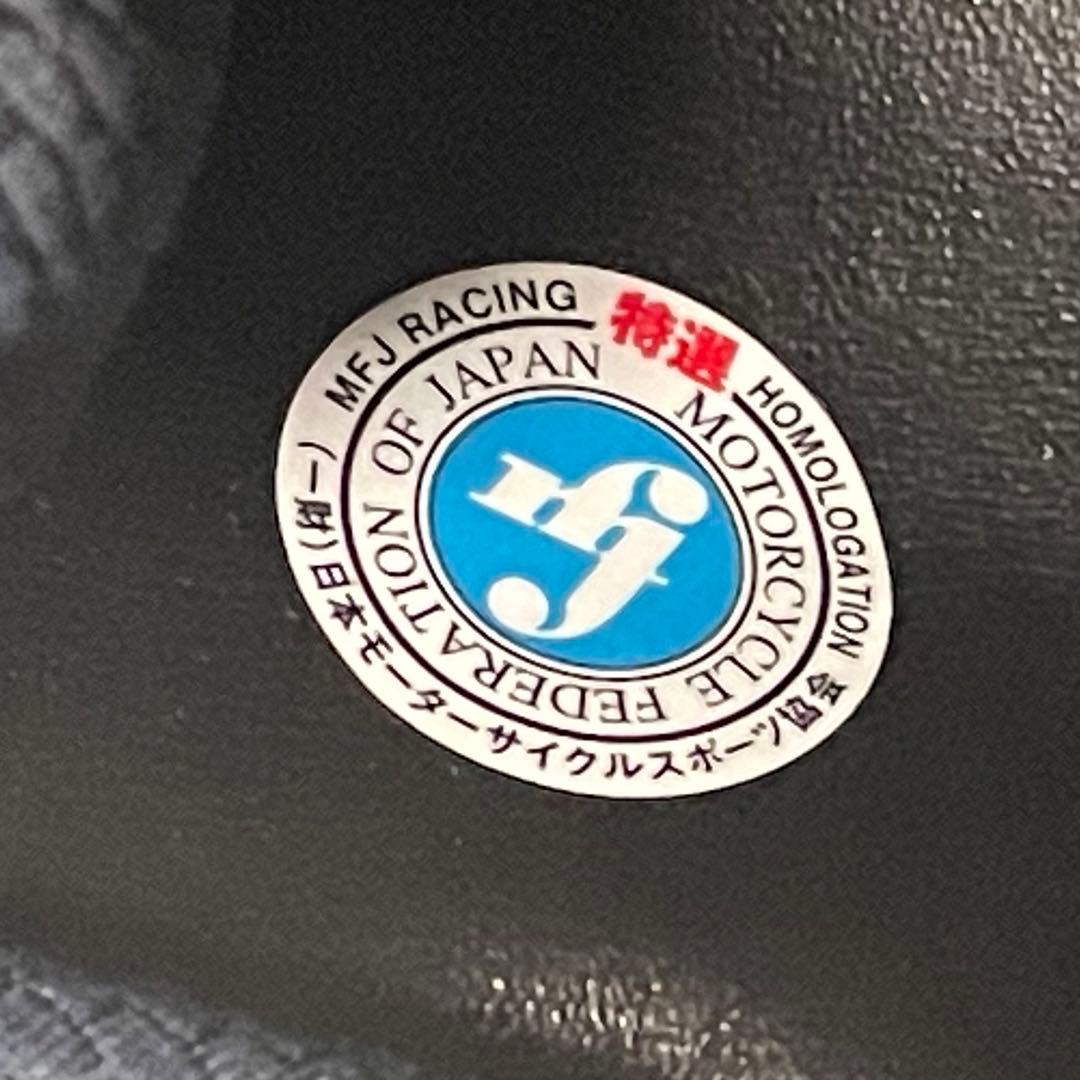 MFJ RACING 特選 HOMOLOGATION
MOTORCYCLE FEDERATION OF JAPAN
mfj
(一財)日本モーターサイクルスポーツ協会